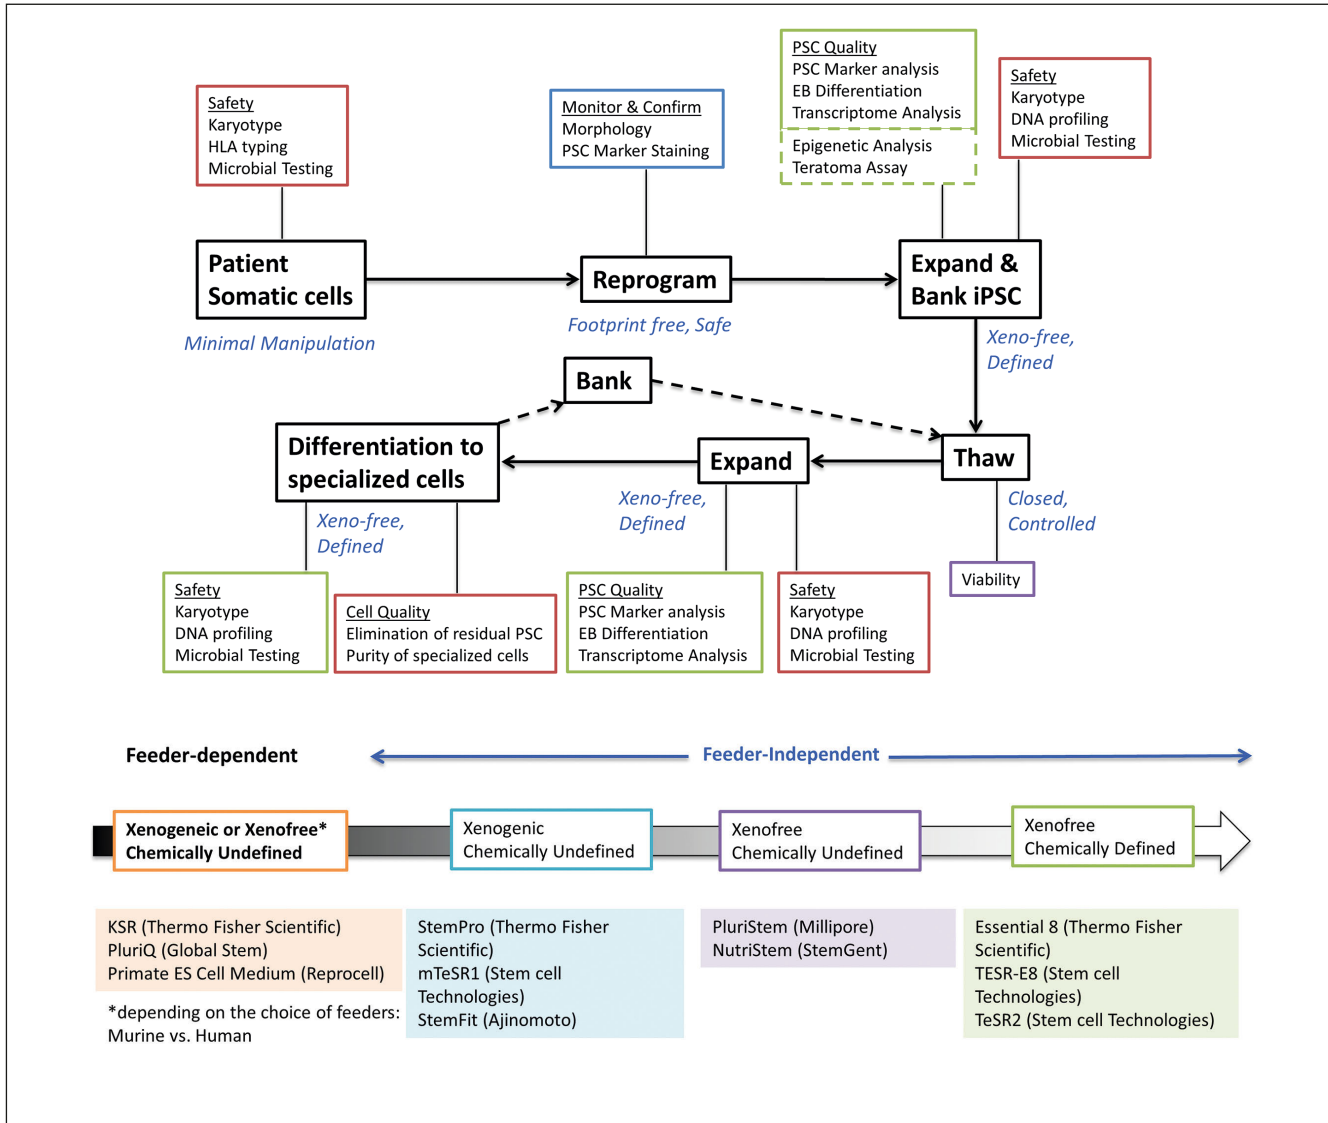 Safety
Karyotype
HLA typing
Microbial Testing
Monitor & Confirm
Morphology
PSC Marker Staining
PSC Quality
PSC Marker analysis
EB Differentiation
Transcriptome Analysis
Epigenetic Analysis
Teratoma Assay
Safety
Karyotype
DNA profiling
Microbial Testing
Patient
Somatic cells
Minimal Manipulation
Reprogram
Footprint free, Safe
Expand &
Bank iPSC
Xeno-free,
Defined
Bank
Differentiation to
specialized cells
Xeno-free,
Defined
Expand
Xeno-free,
Defined
Thaw
Closed,
Controlled
Viability
Safety
Karyotype
DNA profiling
Microbial Testing
Cell Quality
Elimination of residual PSC
Purity of specialized cells
PSC Quality
PSC Marker analysis
EB Differentiation
Transcriptome Analysis
Safety
Karyotype
DNA profiling
Microbial Testing
Feeder-dependent
Feeder-Independent
Xenogeneic or Xenofree*
Chemically Undefined
Xenogenic
Chemically Undefined
Xenofree
Chemically Undefined
Xenofree
Chemically Defined
KSR (Thermo Fisher Scientific)
PluriQ (Global Stem)
Primate ES Cell Medium (Reprocell)
*depending on the choice of feeders:
Murine vs. Human
StemPro (Thermo Fisher
Scientific)
mTeSR1 (Stem cell
Technologies)
StemFit (Ajinomoto)
PluriStem (Millipore)
NutriStem (StemGent)
Essential 8 (Thermo Fisher
Scientific)
TESR-E8 (Stem cell
Technologies)
TeSR2 (Stem cell Technologies)